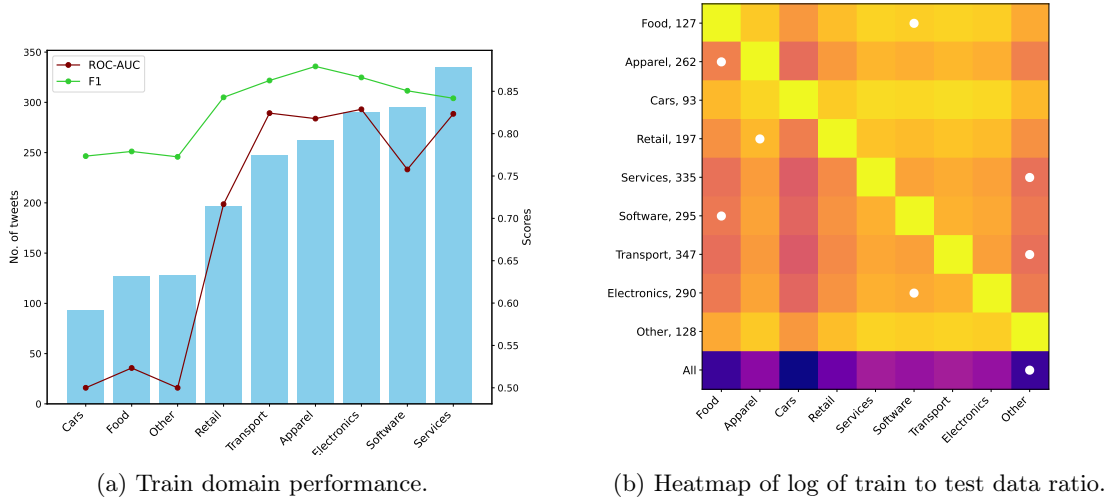 350
300
250
200
150
100
50
0
No. of tweets
ROC-AUC
F1
0.85
0.80
0.75
0.70
0.65
0.60
0.55
0.50
Scores
Cars
Food
Other
Retail
Transport
Apparel
Electronics
Software
Services
(a) Train domain performance.
Food, 127
Apparel, 262
Cars, 93
Retail, 197
Services, 335
Software, 295
Transport, 347
Electronics, 290
Other, 128
All
Food
Apparel
Cars
Retail
Services
Software
Transport
Electronics
Other
(b) Heatmap of log of train to test data ratio.